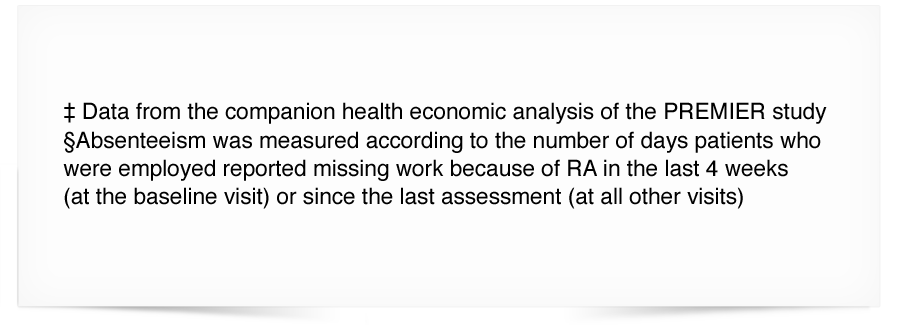 ‡ Data from the companion health economic analysis of the PREMIER study
§Absenteeism was measured according to the number of days patients who
were employed reported missing work because of RA in the last 4 weeks
(at the baseline visit) or since the last assessment (at all other visits)